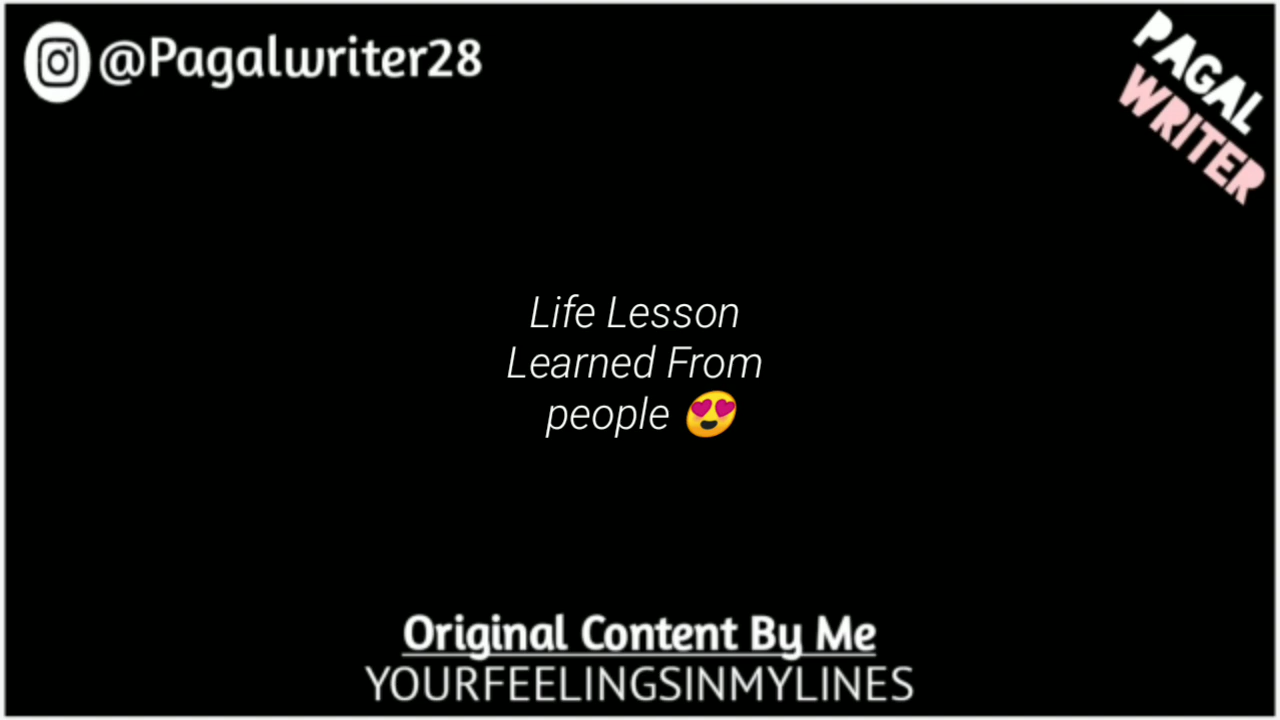 @Pagalwriter28
PAGAL
WRITER
Life Lesson
Learned From
people 😍
Original Content By Me
YOURFEELINGSINMYLINES